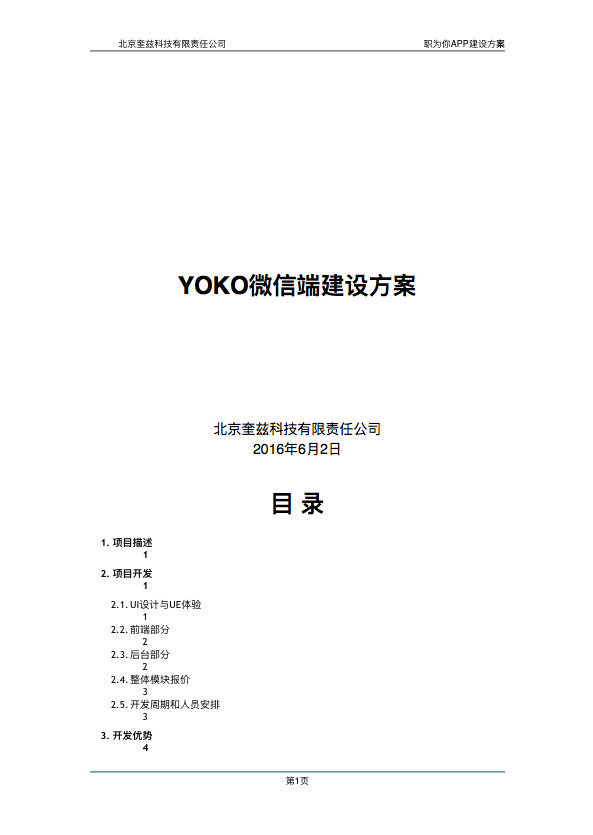 北京奎兹科技有限责任公司 职为你APP建设方案
YOKO微信端建设方案
北京奎兹科技有限责任公司
2016年6月2日
目 录
1. 项目描述
1
2. 项目开发
1
2.1. UI设计与UE体验
1
2.2. 前端部分
2
2.3. 后台部分
2
2.4. 整体模块报价
3
2.5. 开发周期和人员安排
3
3. 开发优势
4
第1页